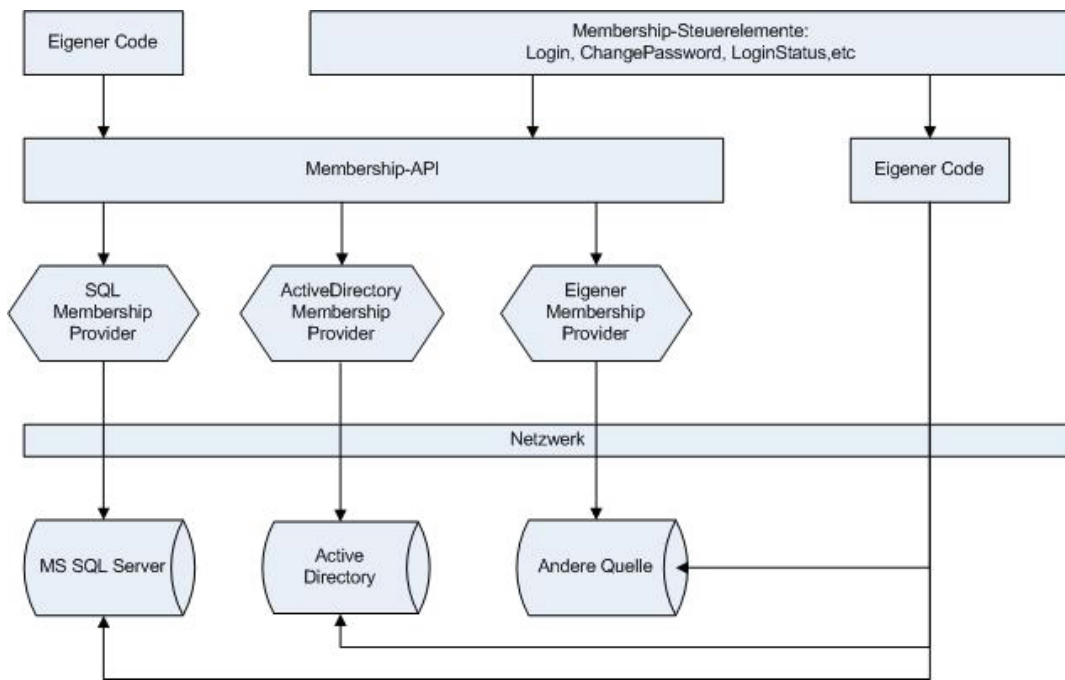 Eigener Code
Membership-Steuerelemente:
Login, ChangePassword, LoginStatus,etc
Membership-API
Eigener Code
SQL
Membership
Provider
ActiveDirectory
Membership
Provider
Eigener
Membership
Provider
Netzwerk
MS SQL Server
Active
Directory
Andere Quelle